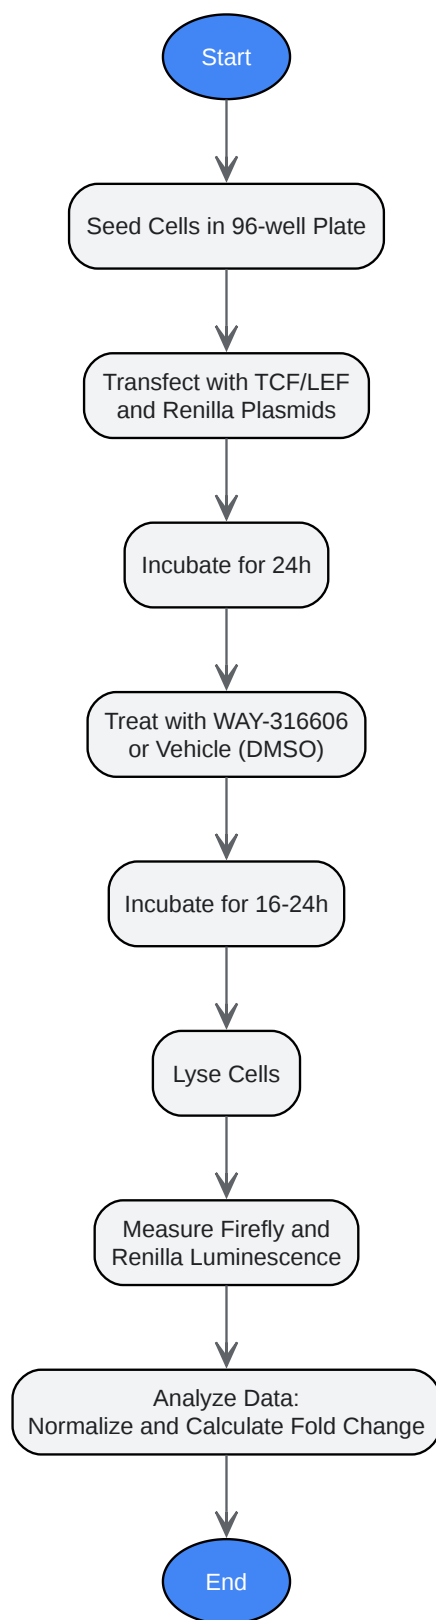 Start
Seed Cells in 96-well Plate
Transfect with TCF/LEF
and Renilla Plasmids
Incubate for 24h
Treat with WAY-316606
or Vehicle (DMSO)
Incubate for 16-24h
Lyse Cells
Measure Firefly and
Renilla Luminescence
Analyze Data:
Normalize and Calculate Fold Change
End